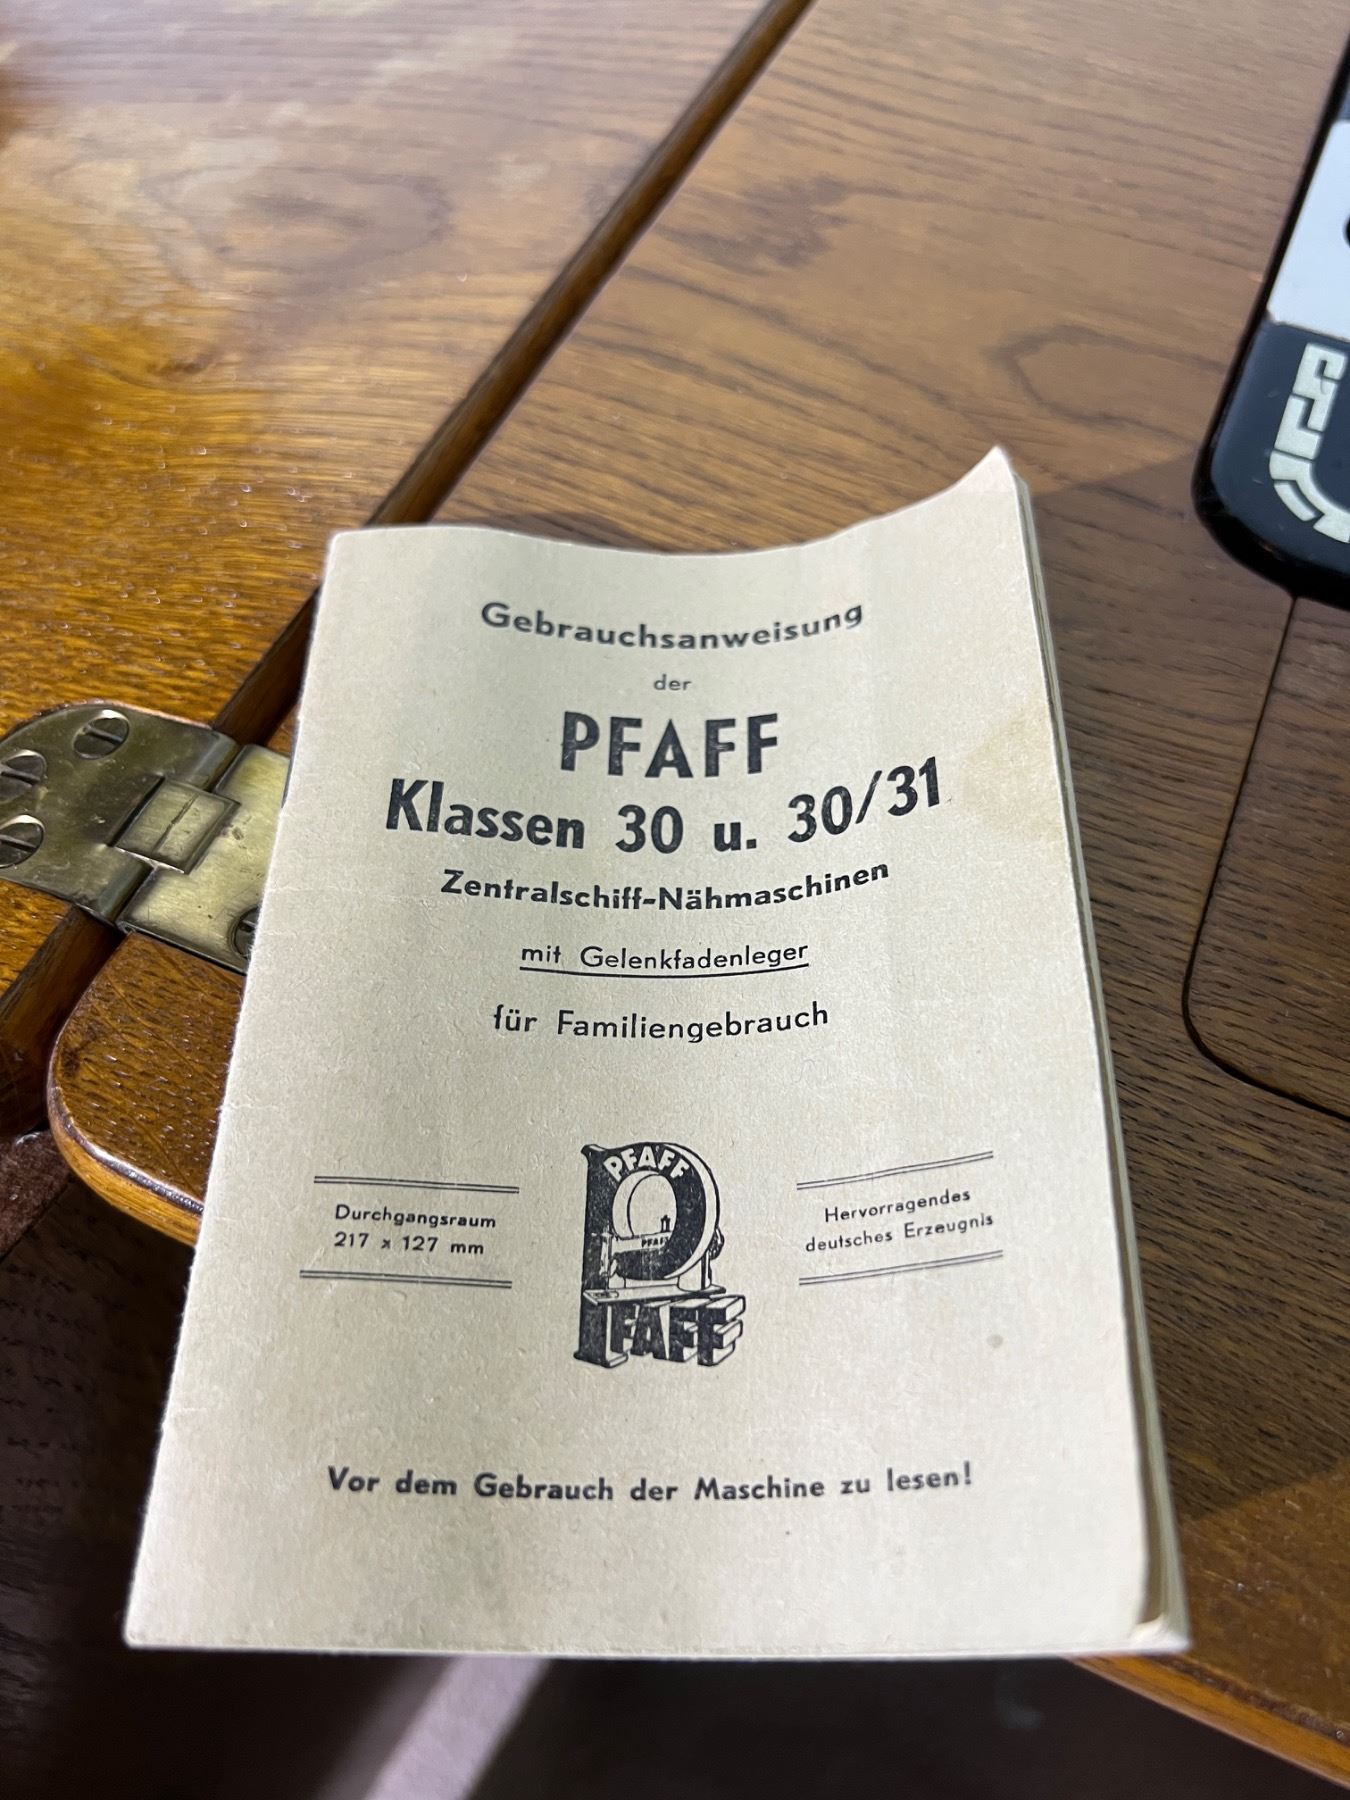 Gebrauchsanweisung
der
PFAFF
Klassen 30 u. 30/31
Zentralschiff-Nähmaschinen
mit Gelenkfadenleger
für Familiengebrauch
Durchgangsraum
217 x 127 mm
PFAFF
PFAFF
PFAFF
Hervorragendes
deutsches Erzeugnis
Vor dem Gebrauch der Maschine zu lesen!